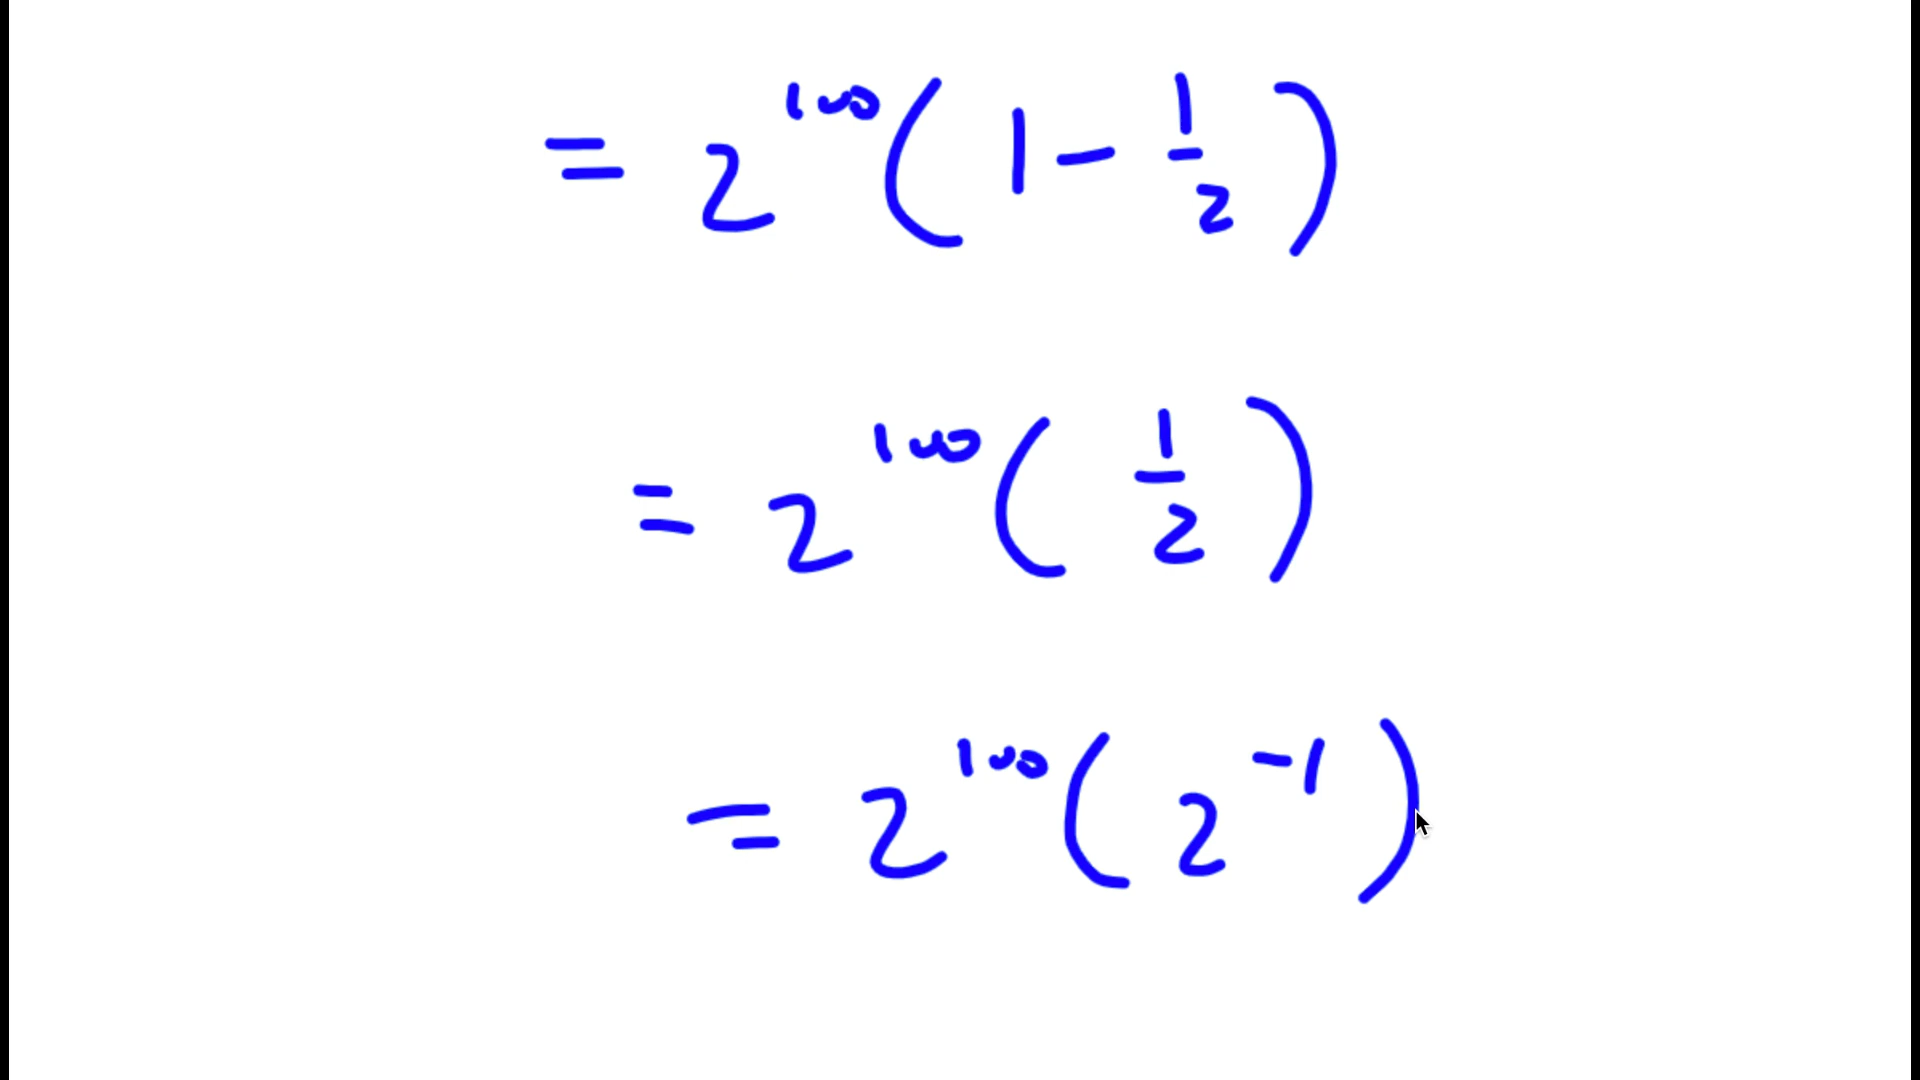 = 2^100 (1 - 1/2)
= 2^100 (1/2)
= 2^100 (2^-1)